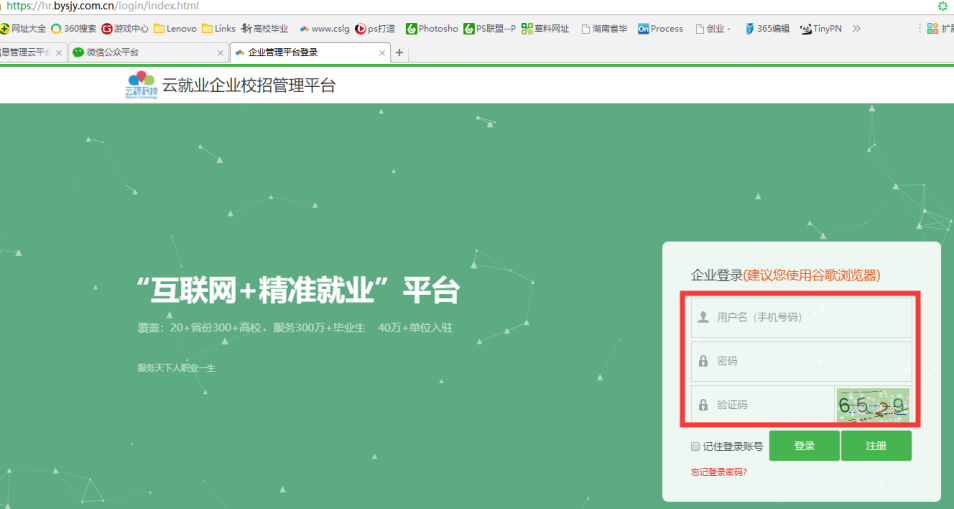 https://hr.bysjy.com.cn/login/index.html
网址大全 360搜索 游戏中心 Lenovo Links 高校毕业 www.cslg ps打造 Photosho PS联盟--P 草料网址 湖南省毕 Process 创业 - 365编辑 TinyPN 扩展
息管理云平台 微信公众平台 企业管理平台登录
云就业企业校招管理平台
“互联网+精准就业”平台
覆盖：20+省份300+高校，服务300万+毕业生 40万+单位入驻
服务天下人职业一生
企业登录(建议您使用谷歌浏览器)
用户名（手机号码）
密码
验证码
记住登录账号 登录 注册
忘记登录密码?